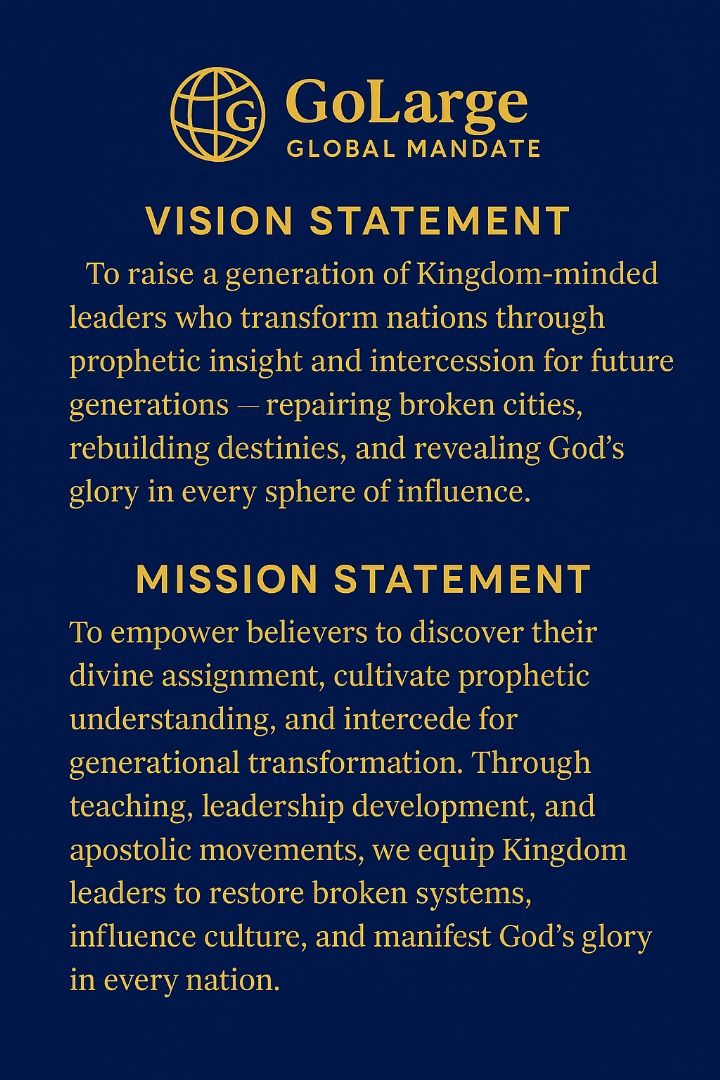 G
GoLarge
GLOBAL MANDATE
VISION STATEMENT
To raise a generation of Kingdom-minded
leaders who transform nations through
prophetic insight and intercession for future
generations — repairing broken cities,
rebuilding destinies, and revealing God’s
glory in every sphere of influence.
MISSION STATEMENT
To empower believers to discover their
divine assignment, cultivate prophetic
understanding, and intercede for
generational transformation. Through
teaching, leadership development, and
apostolic movements, we equip Kingdom
leaders to restore broken systems,
influence culture, and manifest God’s glory
in every nation.